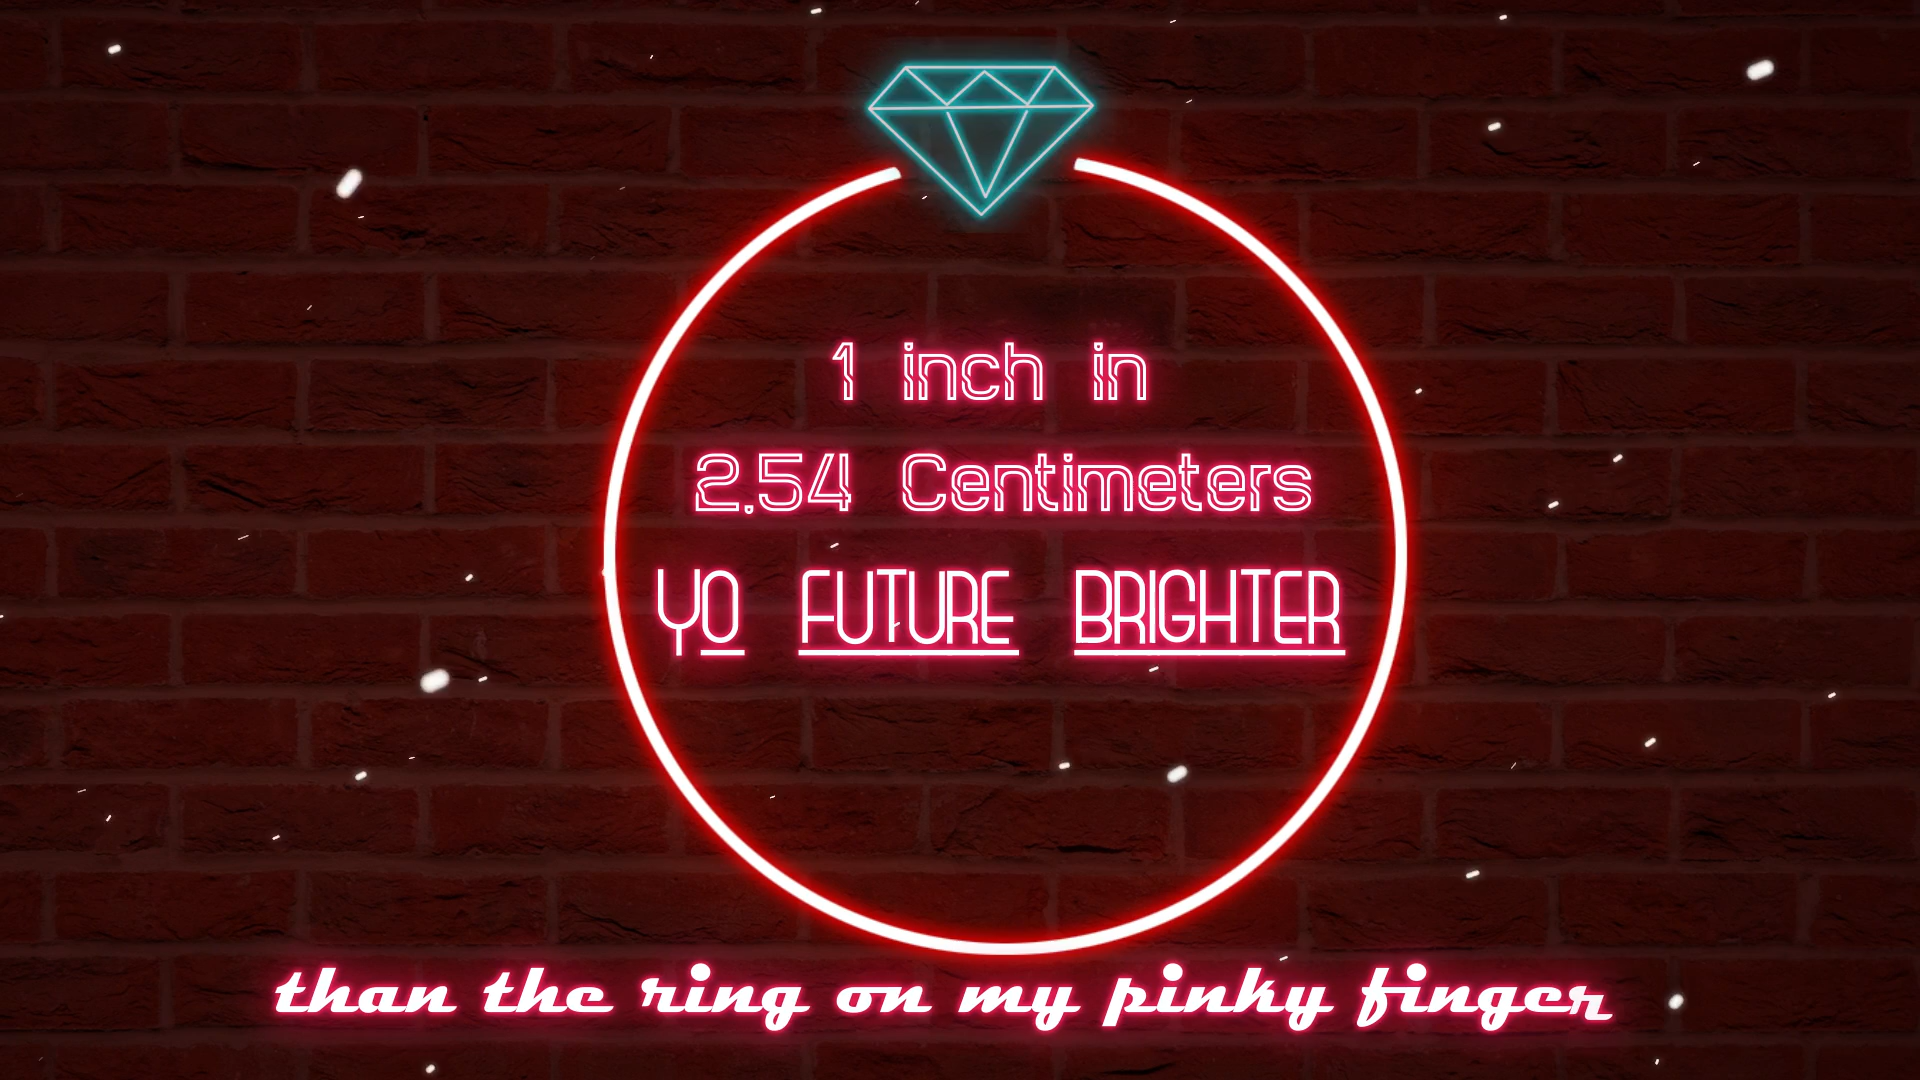 1 inch in
2.54 Centimeters
YO FUTURE BRIGHTER
than the ring on my pinky finger